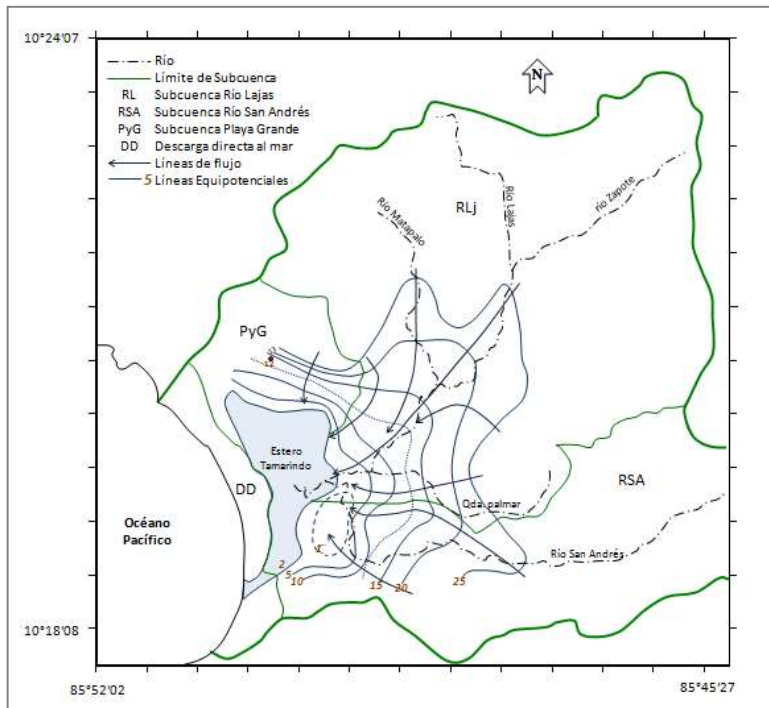 10°24'07
Río
Límite de Subcuenca
RL Subcuenca Río Lajas
RSA Subcuenca Río San Andrés
PyG Subcuenca Playa Grande
DD Descarga directa al mar
Líneas de flujo
5 Líneas Equipotenciales
N
Río Matapalo
RLj
Río Lajas
río Zapote
PyG
Estero
Tamarindo
DD
RSA
Qda. palmar
Océano
Pacífico
Río San Andrés
1
2
5
10
15
20
25
10°18'08
85°52'02
85°45'27